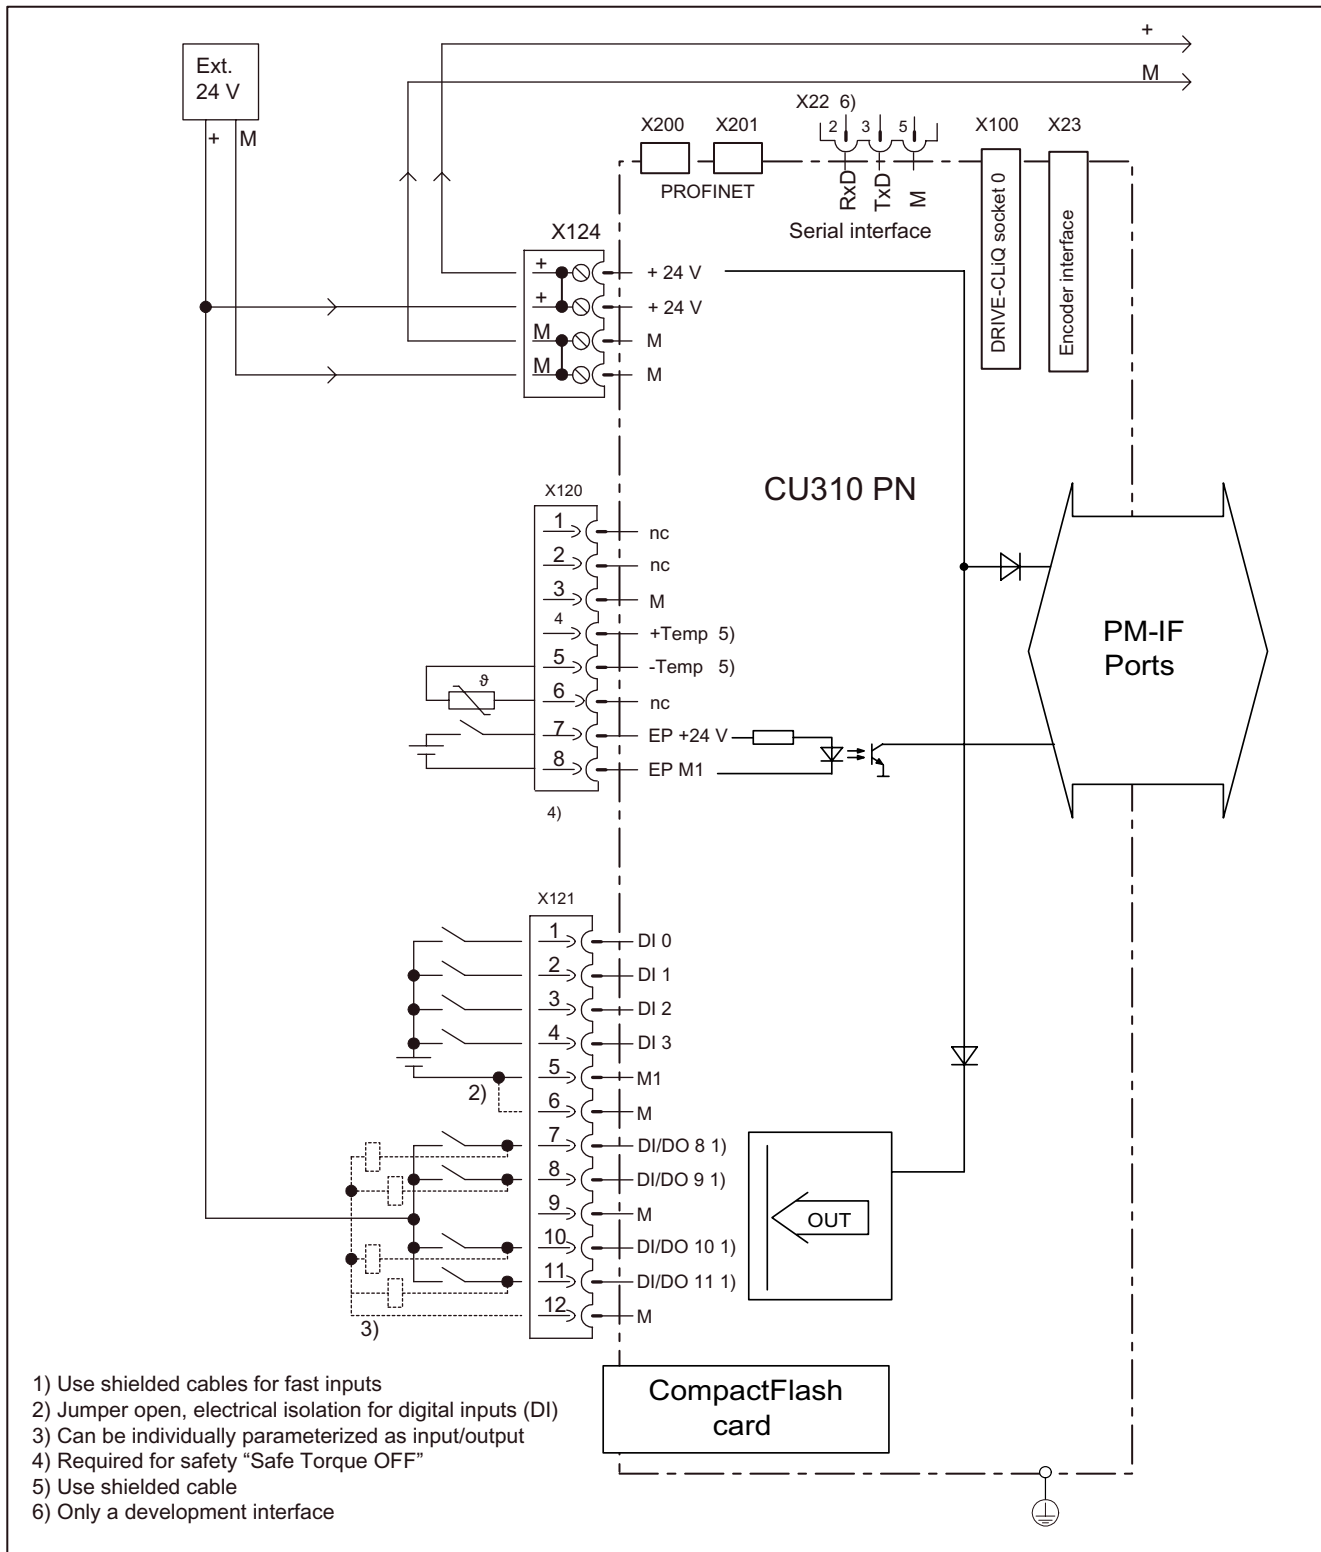 +
M
Ext.
24 V
+ M
X22 6)
X200 X201
2 3 5
X100 X23
PROFINET
RxD
TxD
M
Serial interface
DRIVE-CLiQ socket 0
Encoder interface
X124
+ + 24 V
+ + 24 V
M M
M M
CU310 PN
X120
1 nc
2 nc
3 M
4 +Temp 5)
5 -Temp 5)
ϑ
6 nc
7 EP +24 V
8 EP M1
4)
PM-IF
Ports
X121
1 DI 0
2 DI 1
3 DI 2
4 DI 3
5 M1
2)
6 M
7 DI/DO 8 1)
8 DI/DO 9 1)
9 M
10 DI/DO 10 1)
11 DI/DO 11 1)
12 M
3)
OUT
CompactFlash
card
1) Use shielded cables for fast inputs
2) Jumper open, electrical isolation for digital inputs (DI)
3) Can be individually parameterized as input/output
4) Required for safety “Safe Torque OFF”
5) Use shielded cable
6) Only a development interface